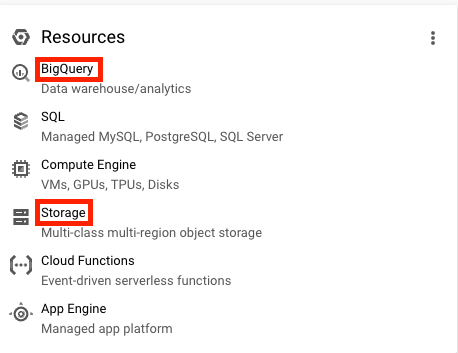 Resources
BigQuery
Data warehouse/analytics
SQL
Managed MySQL, PostgreSQL, SQL Server
Compute Engine
VMs, GPUs, TPUs, Disks
Storage
Multi-class multi-region object storage
Cloud Functions
Event-driven serverless functions
App Engine
Managed app platform